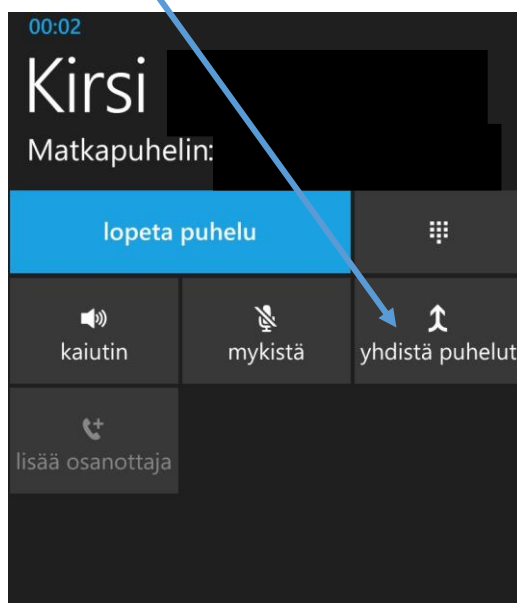 00:02
Kirsi
Matkapuhelin:
lopeta puhelu
kaiutin
mykistä
yhdistä puhelut
lisää osanottaja